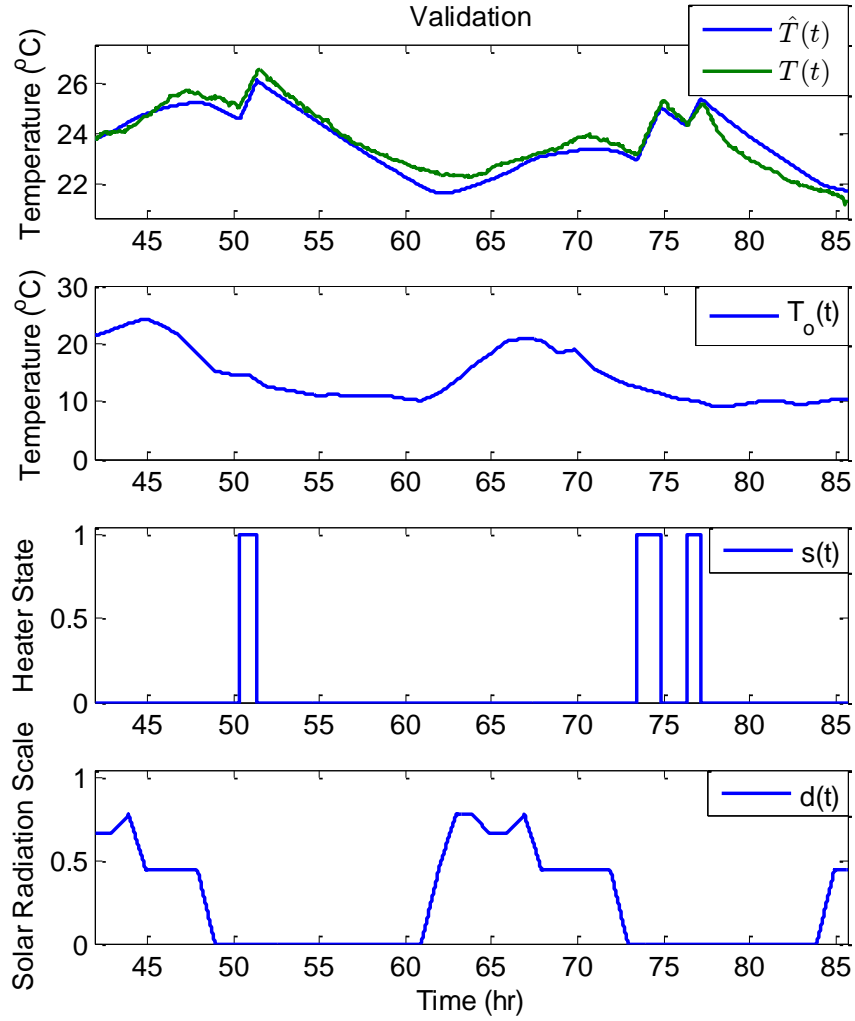 Validation
Temperature (°C)
26
24
22
T̂(t)
T(t)
45 50 55 60 65 70 75 80 85
Temperature (°C)
30
20
10
0
T_o(t)
45 50 55 60 65 70 75 80 85
Heater State
1
0.5
0
s(t)
45 50 55 60 65 70 75 80 85
Solar Radiation Scale
1
0.5
0
d(t)
45 50 55 60 65 70 75 80 85
Time (hr)